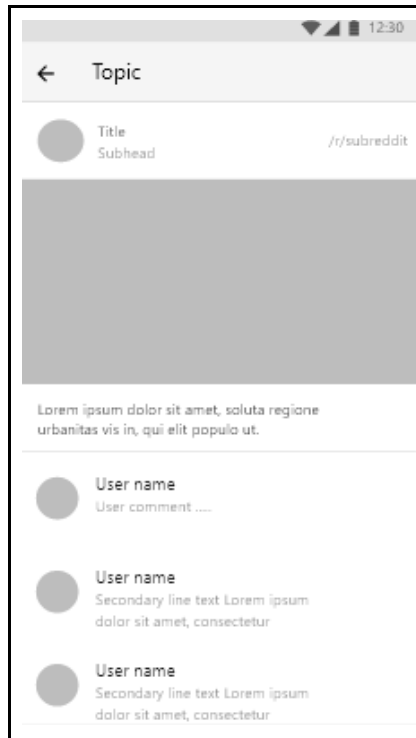 12:30
Topic
Title
/r/subreddit
Subhead
Lorem ipsum dolor sit amet, soluta regione
urbanitas vis in, qui elit populo ut.
User name
User comment ....
User name
Secondary line text Lorem ipsum
dolor sit amet, consectetur
User name
Secondary line text Lorem ipsum
dolor sit amet, consectetur